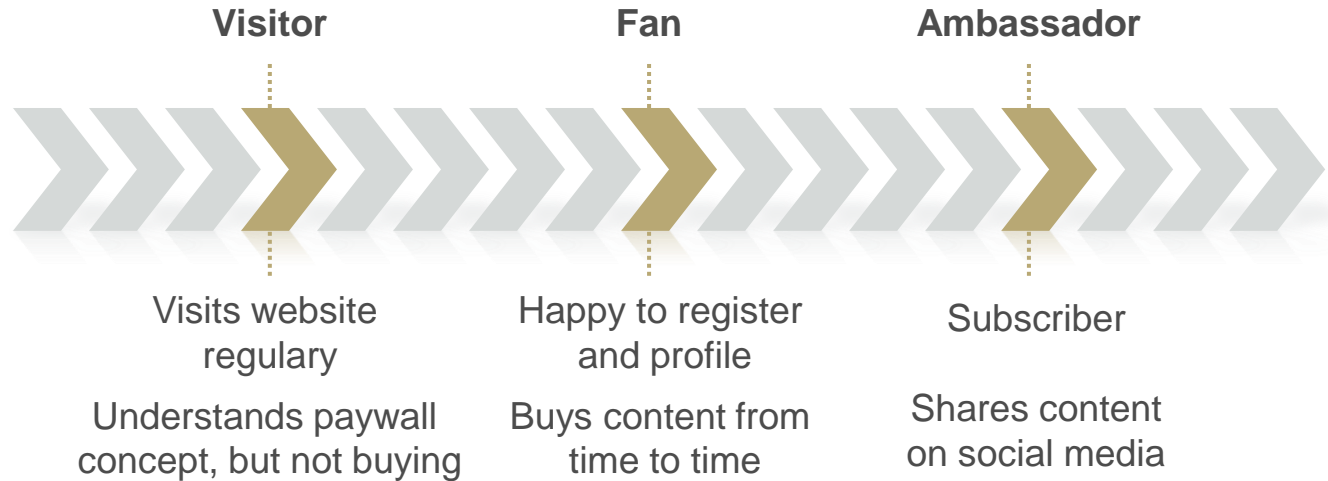 Visitor
Fan
Ambassador
Visits website
regulary
Understands paywall
concept, but not buying
Happy to register
and profile
Buys content from
time to time
Subscriber
Shares content
on social media